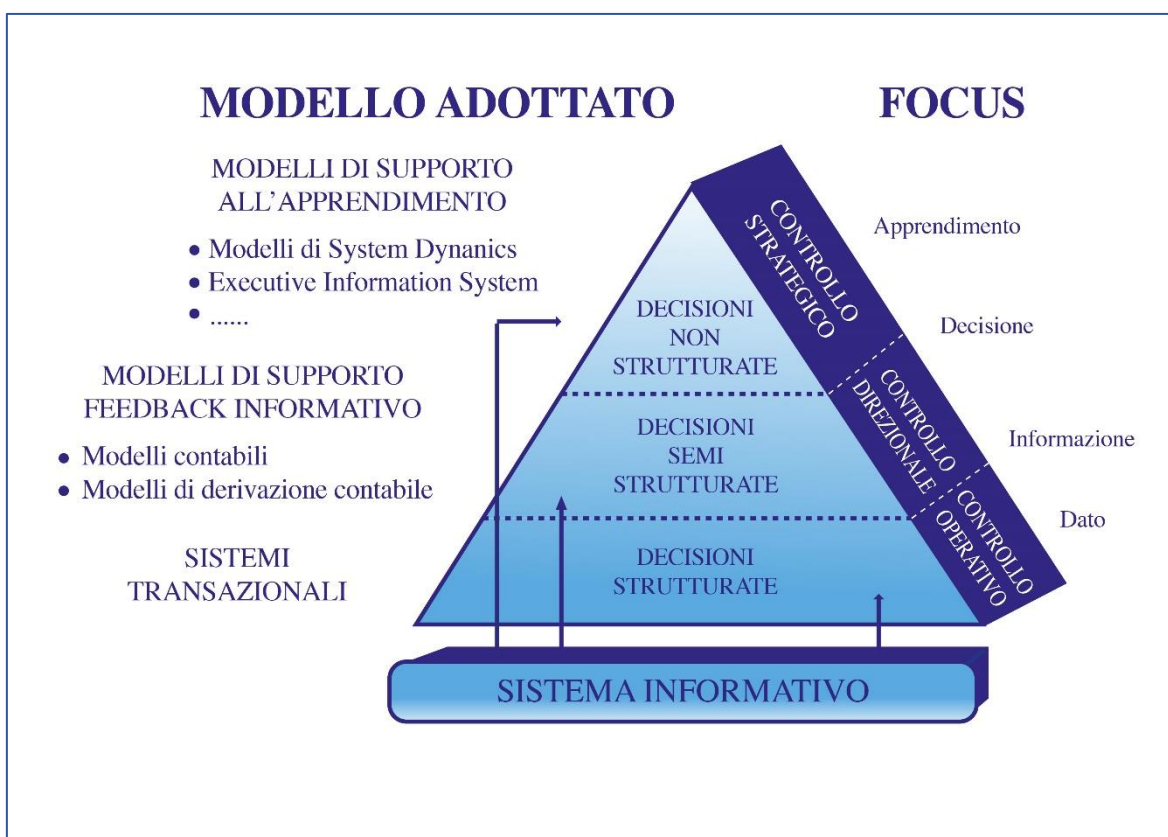 MODELLO ADOTTATO
FOCUS
MODELLI DI SUPPORTO
ALL’APPRENDIMENTO
• Modelli di System Dynanics
• Executive Information System
• ......
MODELLI DI SUPPORTO
FEEDBACK INFORMATIVO
• Modelli contabili
• Modelli di derivazione contabile
SISTEMI
TRANSAZIONALI
DECISIONI
NON
STRUTTURATE
DECISIONI
SEMI
STRUTTURATE
DECISIONI
STRUTTURATE
CONTROLLO
STRATEGICO
CONTROLLO
DIREZIONALE
CONTROLLO
OPERATIVO
Apprendimento
Decisione
Informazione
Dato
SISTEMA INFORMATIVO